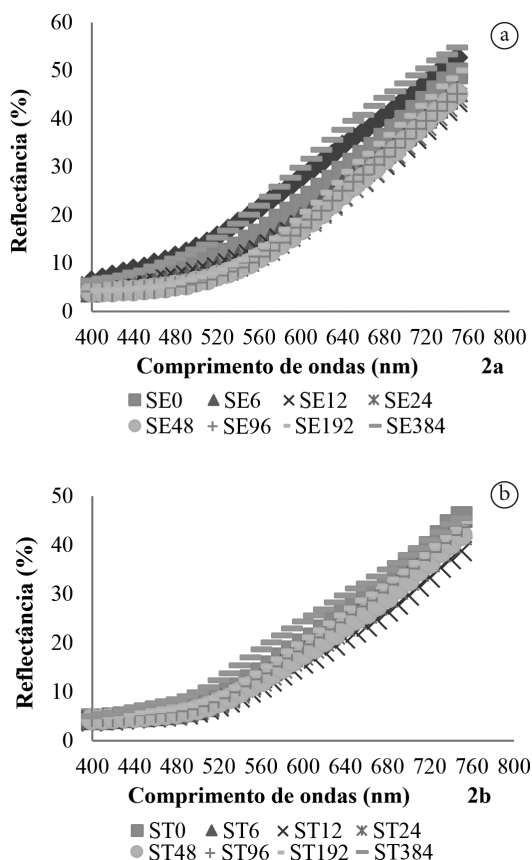 a
60
50
40
30
20
10
0
Reflectância (%)
400 440 480 520 560 600 640 680 720 760 800
Comprimento de ondas (nm) 2a
SE0 SE6 SE12 SE24
SE48 SE96 SE192 SE384
b
50
40
30
20
10
0
Reflectância (%)
400 440 480 520 560 600 640 680 720 760 800
Comprimento de ondas (nm) 2b
ST0 ST6 ST12 ST24
ST48 ST96 ST192 ST384